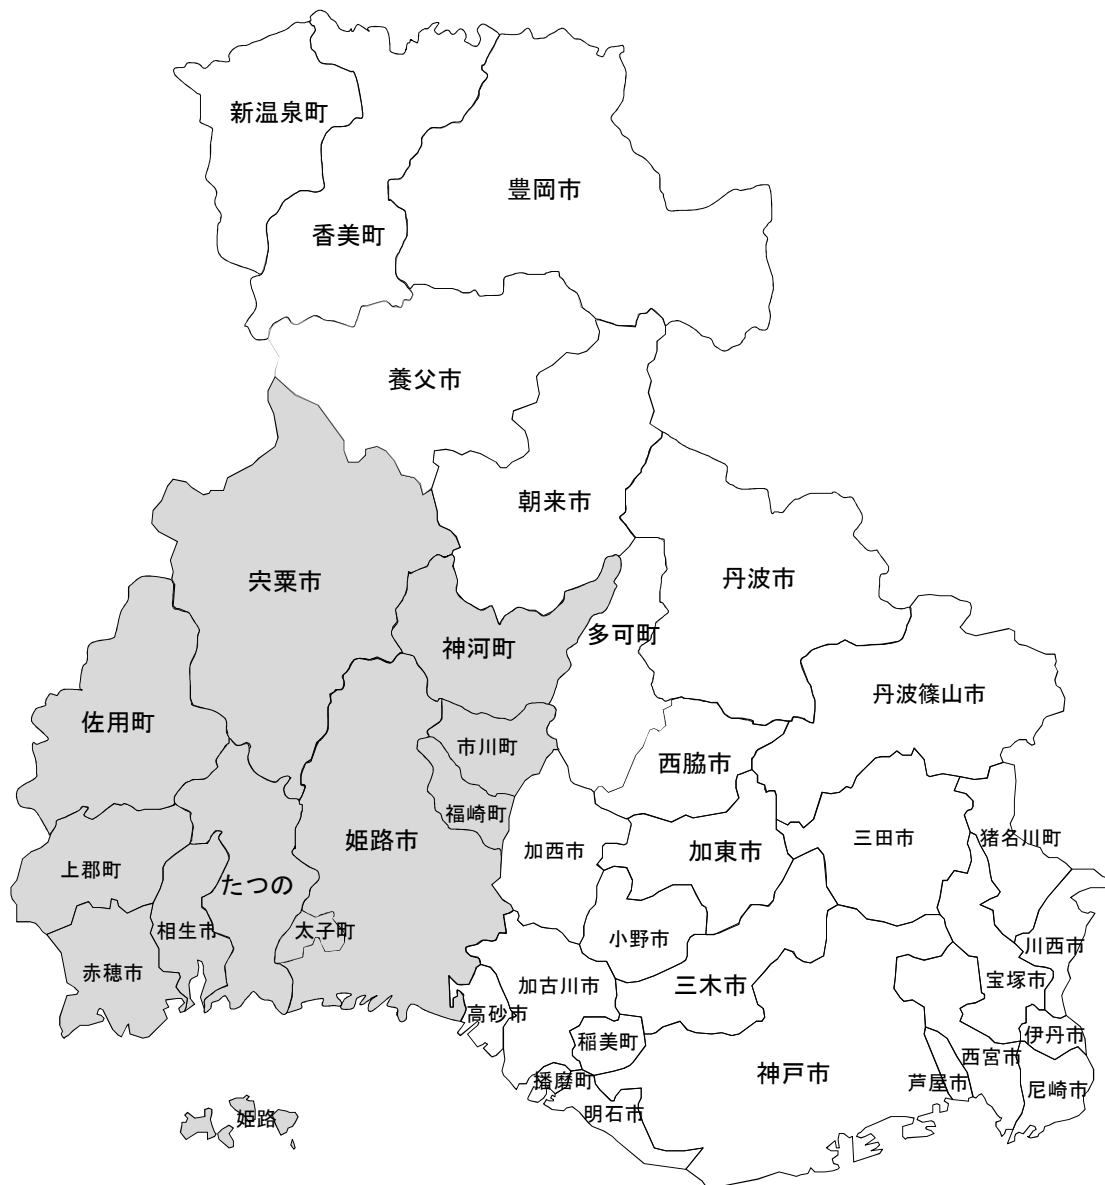 新温泉町
豊岡市
香美町
養父市
朝来市
宍粟市
丹波市
多可町
神河町
丹波篠山市
佐用町
市川町
西脇市
福崎町
姫路市
加西市
加東市
三田市
猪名川町
上郡町
たつの
相生市
太子町
小野市
川西市
赤穂市
加古川市
三木市
宝塚市
高砂市
稲美町
伊丹市
西宮市
播磨町
神戸市
芦屋市
尼崎市
明石市
姫路